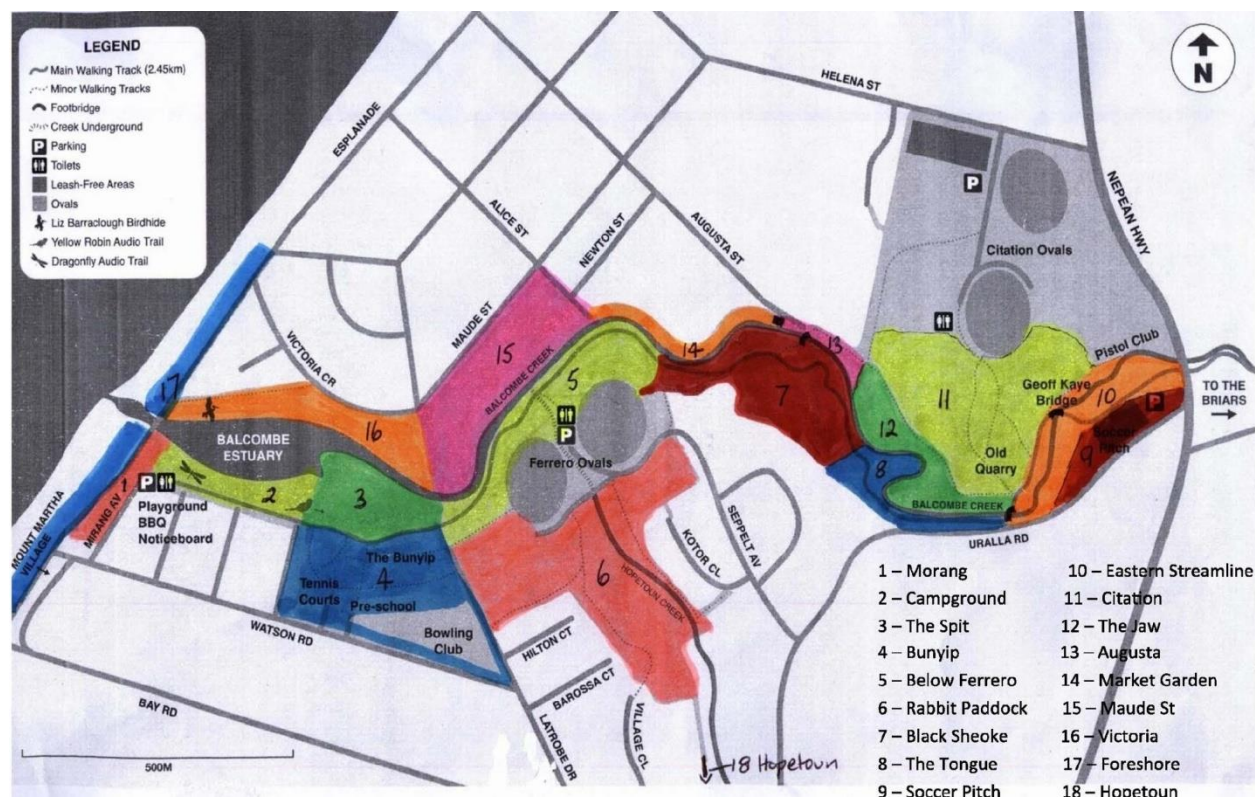 LEGEND
Main Walking Track (2.45km)
Minor Walking Tracks
Footbridge
Creek Underground
P Parking
Toilets
Leash-Free Areas
Ovals
Liz Barraclough Birdhide
Yellow Robin Audio Trail
Dragonfly Audio Trail
N
HELENA ST
ESPLANADE
NEPEAN HWY
P
ALICE ST
NEWTON ST
AUGUSTA ST
Citation Ovals
MAUDE ST
VICTORIA CR
15
14
13
Pistol Club
BALCOMBE CREEK
5
17
7
11
Geoff Kaye
Bridge
10
P
TO THE
BRIARS
16
12
BALCOMBE
ESTUARY
P
Soccer
Pitch
9
Ferrero Ovals
Old
Quarry
8
P
2
3
BALCOMBE CREEK
1
MIRANG AV
Playground
BBQ
Noticeboard
MOUNT MARTHA
VILLAGE
SEPPELT AV
KOTOR CL
URALLA RD
The Bunyip
4
Tennis
Courts
Pre-school
6
HOPETOUN CREEK
WATSON RD
Bowling
Club
HILTON CT
BAROSSA CT
BAY RD
LATROBE DR
VILLAGE CL
500M
18 Hopetoun
1 – Morang
2 – Campground
3 – The Spit
4 – Bunyip
5 – Below Ferrero
6 – Rabbit Paddock
7 – Black Sheoke
8 – The Tongue
9 – Soccer Pitch
10 – Eastern Streamline
11 – Citation
12 – The Jaw
13 – Augusta
14 – Market Garden
15 – Maude St
16 – Victoria
17 – Foreshore
18 – Hopetoun